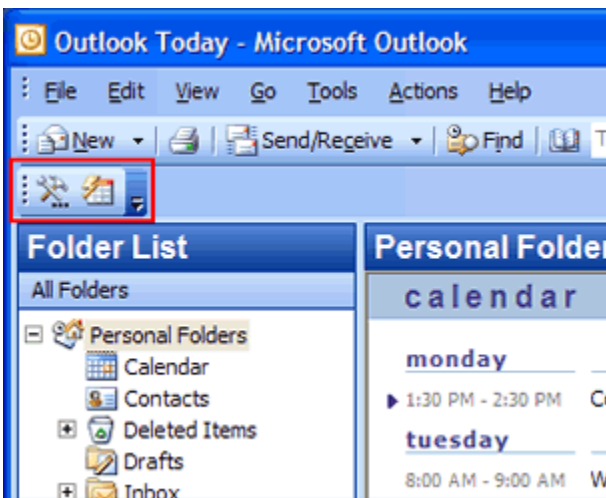 Outlook Today - Microsoft Outlook
File Edit View Go Tools Actions Help
New Send/Receive Find
Folder List
Personal Folde
All Folders
calendar
Personal Folders
Calendar
monday
Contacts
1:30 PM - 2:30 PM
Deleted Items
tuesday
Drafts
8:00 AM - 9:00 AM W
Inbox